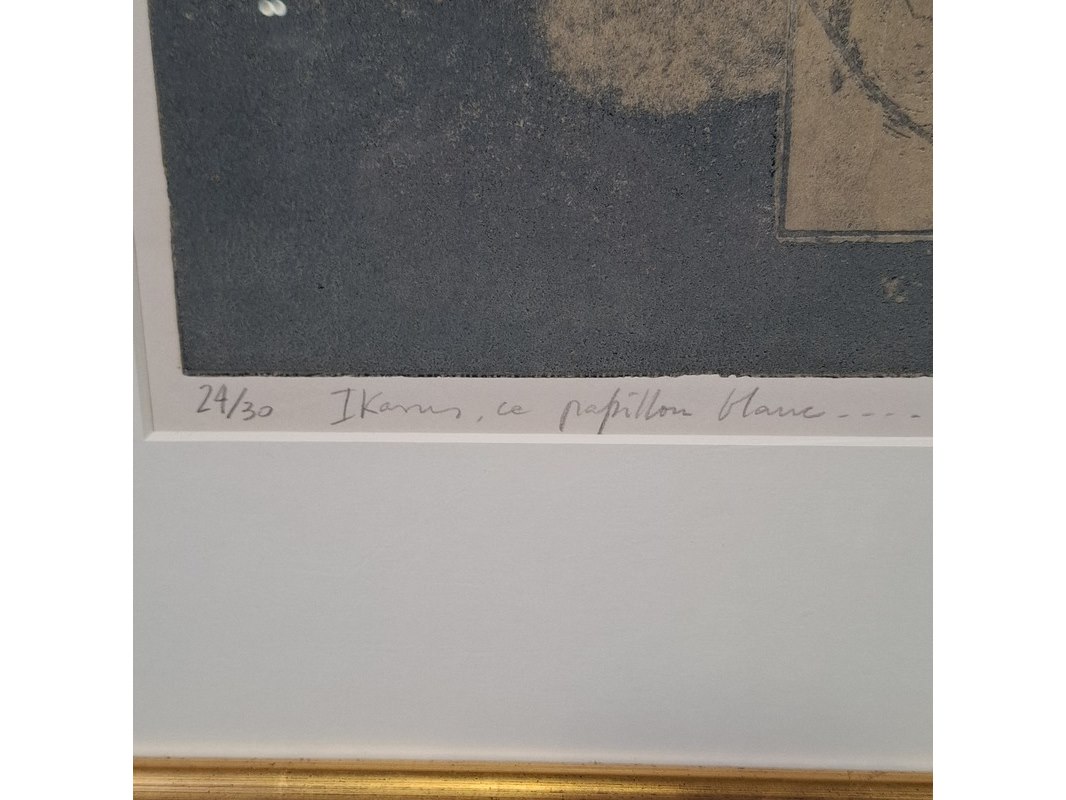 24/30 Ikarus, ce papillon blanc----